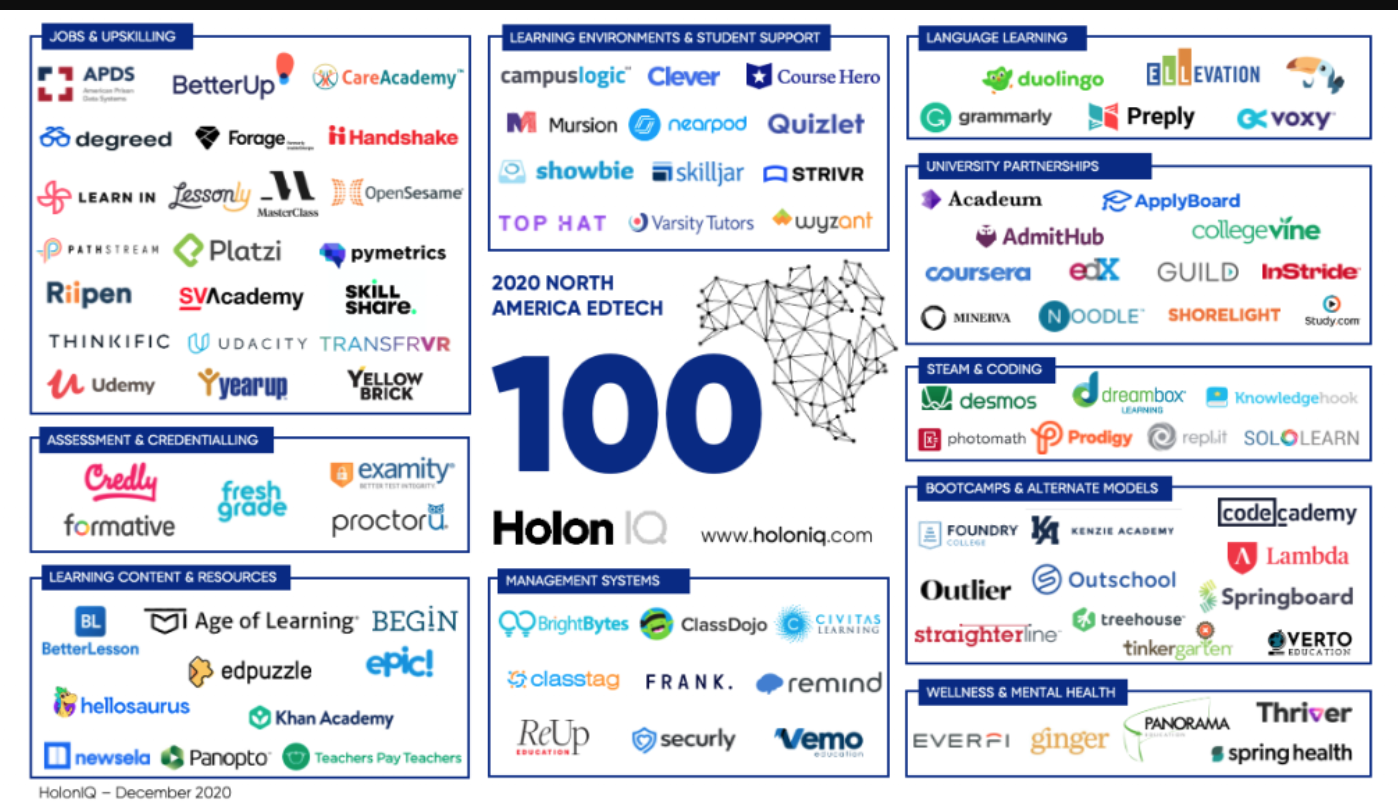 JOBS & UPSKILLING
APDS
American Prison
Data Systems
BetterUp
CareAcademy™
degreed
Forage
Handshake
LEARN IN
Lessonly
MasterClass
OpenSesame
PATHSTREAM
Platzi
pymetrics
Riipen
SVAcademy
SKILL
SHaRe.
THINKIFIC
UDACITY
TRANSFRVR
Udemy
year up
YELLOW
BRICK
ASSESSMENT & CREDENTIALLING
Credly
fresh
grade
examity®
BETTER TEST INTEGRITY
formative
proctoru
LEARNING CONTENT & RESOURCES
BL
BetterLesson
Age of Learning
BEGiN
edpuzzle
epic!
hellosaurus
Khan Academy
newsela
Panopto
Teachers Pay Teachers
HolonIQ – December 2020
LEARNING ENVIRONMENTS & STUDENT SUPPORT
campuslogic™
Clever
Course Hero
M Mursion
nearpod
Quizlet
showbie
skilljar
STRIVR
TOP HAT
Varsity Tutors
wyzant
2020 NORTH
AMERICA EDTECH
100
Holon IQ
www.holoniq.com
MANAGEMENT SYSTEMS
BrightBytes
ClassDojo
CIVITAS
LEARNING
classtag
FRANK.
remind
ReUp
EDUCATION
securly
Vemo
education
LANGUAGE LEARNING
duolingo
ELLEVATION
G grammarly
Preply
voxy
UNIVERSITY PARTNERSHIPS
Acadeum
ApplyBoard
AdmitHub
collegevine
coursera
edX
GUILD
InStride
MINERVA
NOODLE
SHORELIGHT
Study.com
STEAM & CODING
desmos
dreambox
LEARNING
Knowledgehook
photomath
Prodigy
repl.it
SOLOLEARN
BOOTCAMPS & ALTERNATE MODELS
FOUNDRY
COLLEGE
KA KENZIE ACADEMY
codecademy
Lambda
Outlier
Outschool
Springboard
straighterline
treehouse
tinkergarten
VERTO
EDUCATION
WELLNESS & MENTAL HEALTH
EVERFI
ginger
PANORAMA
EDUCATION
Thriver
spring health